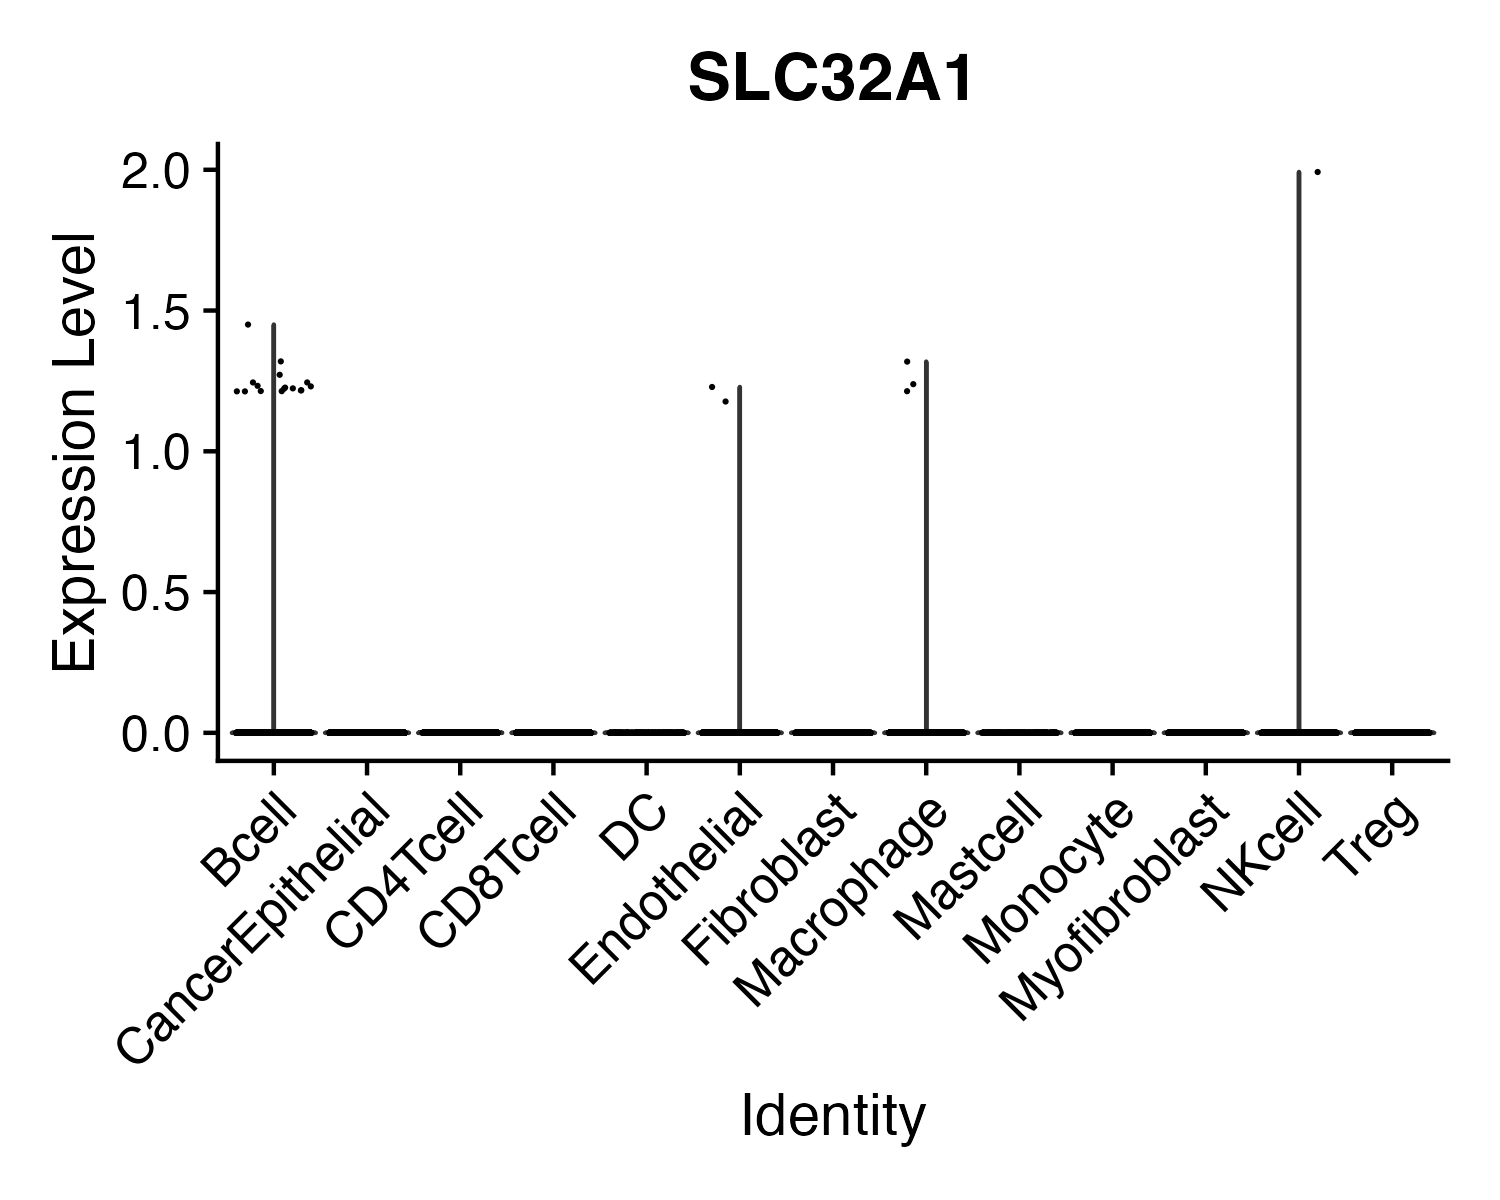 SLC32A1
Expression Level
2.0
1.5
1.0
0.5
0.0
Bcell
CancerEpithelial
CD4Tcell
CD8Tcell
DC
Endothelial
Fibroblast
Macrophage
Mastcell
Monocyte
Myofibroblast
NKcell
Treg
Identity